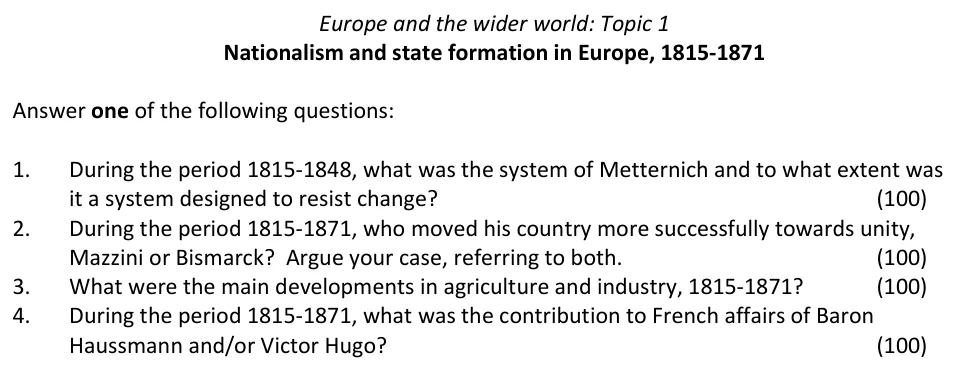 Europe and the wider world: Topic 1
Nationalism and state formation in Europe, 1815-1871
Answer one of the following questions:
1. During the period 1815-1848, what was the system of Metternich and to what extent was
it a system designed to resist change? (100)
2. During the period 1815-1871, who moved his country more successfully towards unity,
Mazzini or Bismarck? Argue your case, referring to both. (100)
3. What were the main developments in agriculture and industry, 1815-1871? (100)
4. During the period 1815-1871, what was the contribution to French affairs of Baron
Haussmann and/or Victor Hugo? (100)